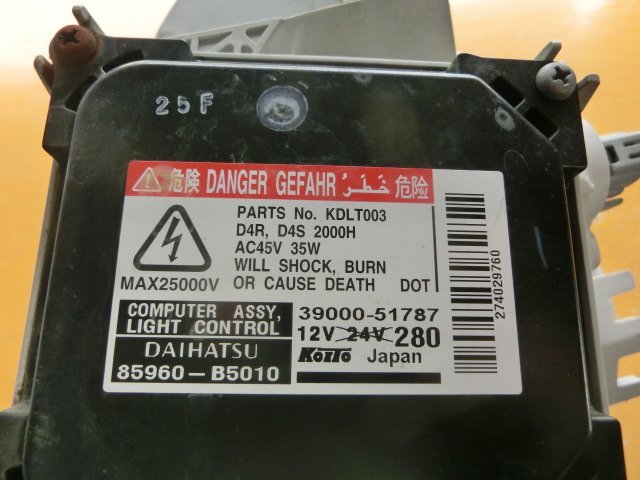 25F
危険 DANGER GEFAHR خَطَرْ 危险
PARTS No. KDLT003
D4R, D4S 2000H
AC45V 35W
WILL SHOCK, BURN
OR CAUSE DEATH DOT
MAX25000V
274029760
COMPUTER ASSY,
LIGHT CONTROL
39000-51787
12V 24V 280
DAIHATSU
KOITO Japan
85960-B5010